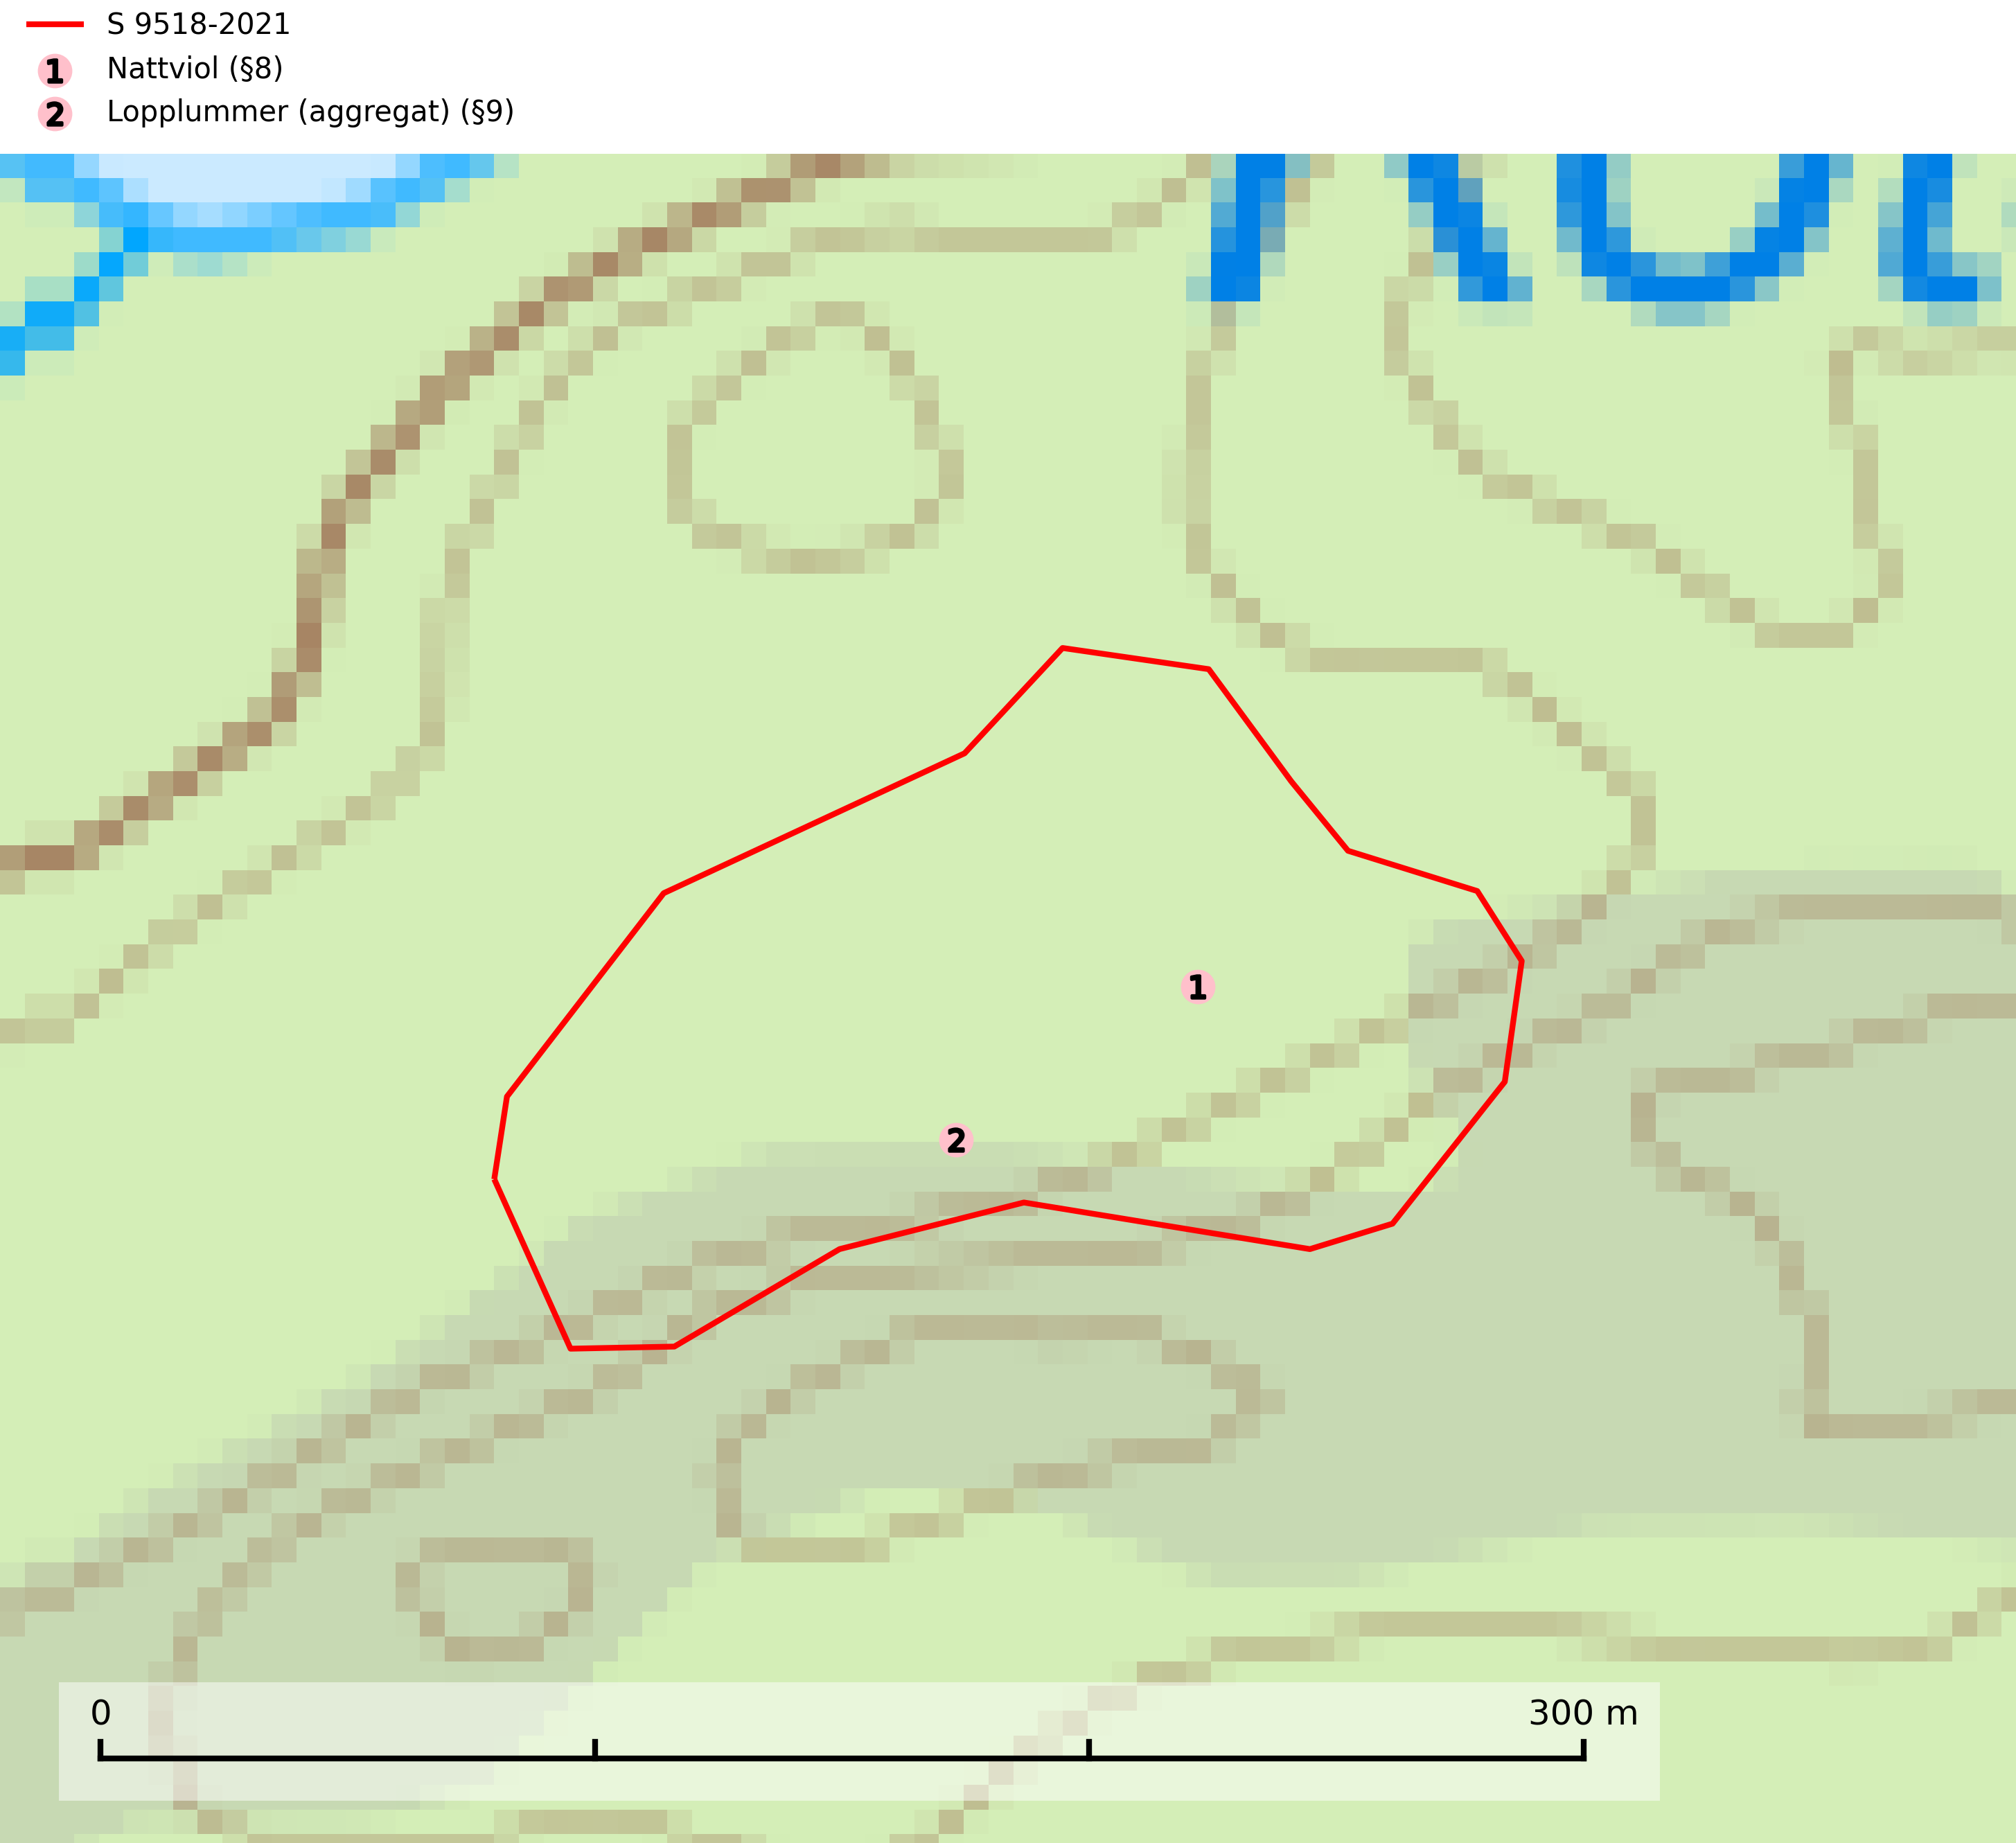 S 9518-2021
1 Nattviol (§8)
2 Lopplummer (aggregat) (§9)
1
2
0 300 m